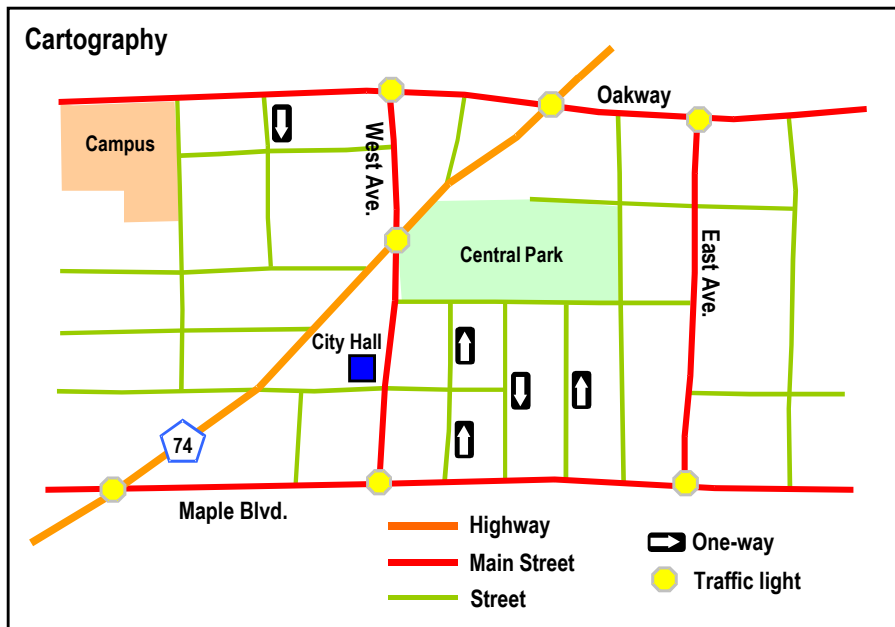 Cartography
Oakway
Campus
West Ave.
East Ave.
Central Park
City Hall
74
Maple Blvd.
Highway
Main Street
Street
One-way
Traffic light